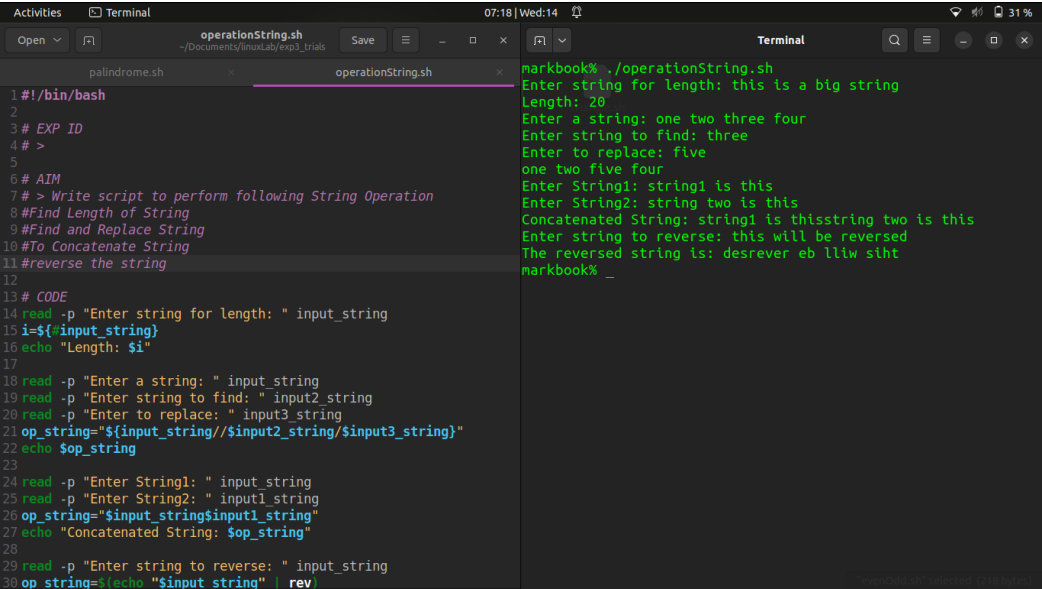 Activities Terminal 07:18 | Wed:14 31 %
Open operationString.sh Save
~/Documents/linuxLab/exp3_trials
palindrome.sh operationString.sh
1 #!/bin/bash
2
3 # EXP ID
4 # >
5
6 # AIM
7 # > Write script to perform following String Operation
8 #Find Length of String
9 #Find and Replace String
10 #To Concatenate String
11 #reverse the string
12
13 # CODE
14 read -p "Enter string for length: " input_string
15 i=${#input_string}
16 echo "Length: $i"
17
18 read -p "Enter a string: " input_string
19 read -p "Enter string to find: " input2_string
20 read -p "Enter to replace: " input3_string
21 op_string="${input_string//$input2_string/$input3_string}"
22 echo $op_string
23
24 read -p "Enter String1: " input_string
25 read -p "Enter String2: " input1_string
26 op_string="$input_string$input1_string"
27 echo "Concatenated String: $op_string"
28
29 read -p "Enter string to reverse: " input_string
30 op_string=$(echo "$input_string" | rev)
Terminal
markbook% ./operationString.sh
Enter string for length: this is a big string
Length: 20
Enter a string: one two three four
Enter string to find: three
Enter to replace: five
one two five four
Enter String1: string1 is this
Enter String2: string two is this
Concatenated String: string1 is thisstring two is this
Enter string to reverse: this will be reversed
The reversed string is: desrever eb lliw siht
markbook% _
"evenOdd.sh" selected (218 bytes)